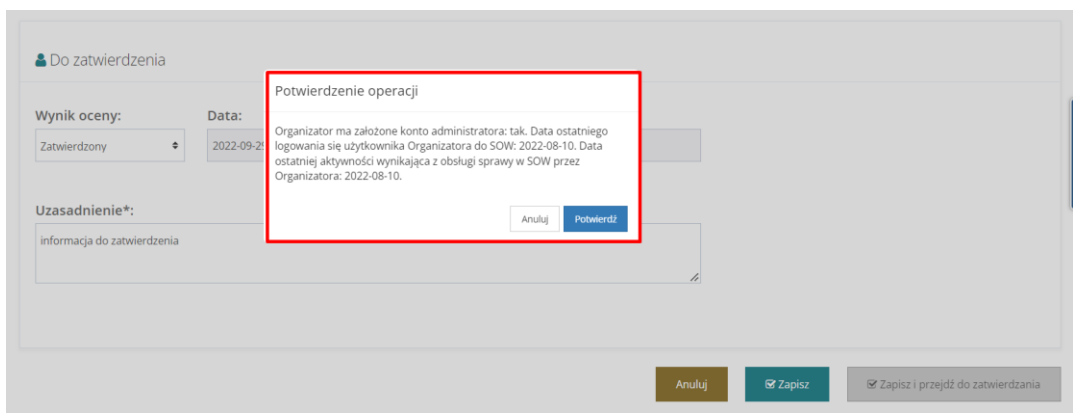 Do zatwierdzenia
Potwierdzenie operacji
Wynik oceny:
Data:
Organizator ma założone konto administratora: tak. Data ostatniego
logowania się użytkownika Organizatora do SOW: 2022-08-10. Data
ostatniej aktywności wynikająca z obsługi sprawy w SOW przez
Organizatora: 2022-08-10.
Zatwierdzony
Anuluj
Potwierdź
Uzasadnienie*:
informacja do zatwierdzenia
Anuluj
Zapisz
Zapisz i przejdź do zatwierdzania